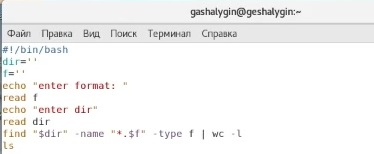 gashalygin@geshalygin:~
Файл Правка Вид Поиск Терминал Справка
#!/bin/bash
dir=''
f=''
echo "enter format: "
read f
echo "enter dir"
read dir
find "$dir" -name "*.$f" -type f | wc -l
ls